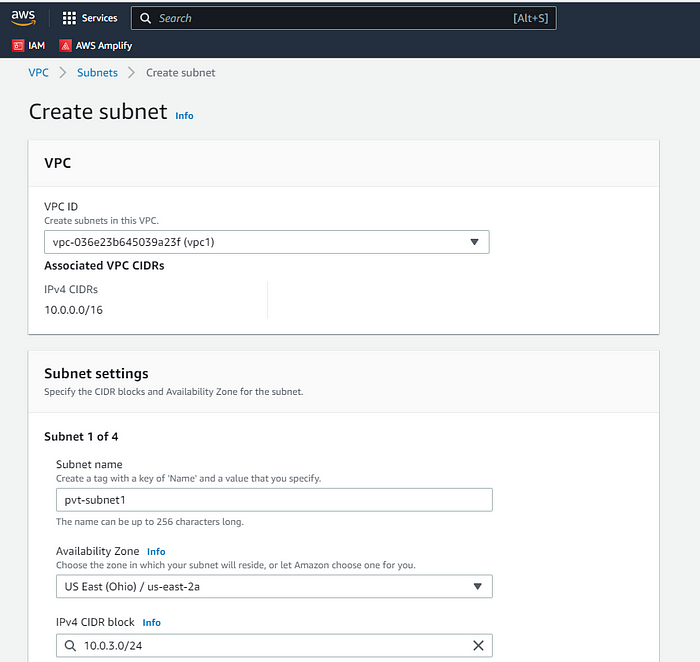 aws
Services
Search
[Alt+S]
IAM
AWS Amplify
VPC
Subnets
Create subnet
Create subnet Info
VPC
VPC ID
Create subnets in this VPC.
vpc-036e23b645039a23f (vpc1)
Associated VPC CIDRs
IPv4 CIDRs
10.0.0.0/16
Subnet settings
Specify the CIDR blocks and Availability Zone for the subnet.
Subnet 1 of 4
Subnet name
Create a tag with a key of 'Name' and a value that you specify.
pvt-subnet1
The name can be up to 256 characters long.
Availability Zone Info
Choose the zone in which your subnet will reside, or let Amazon choose one for you.
US East (Ohio) / us-east-2a
IPv4 CIDR block Info
10.0.3.0/24